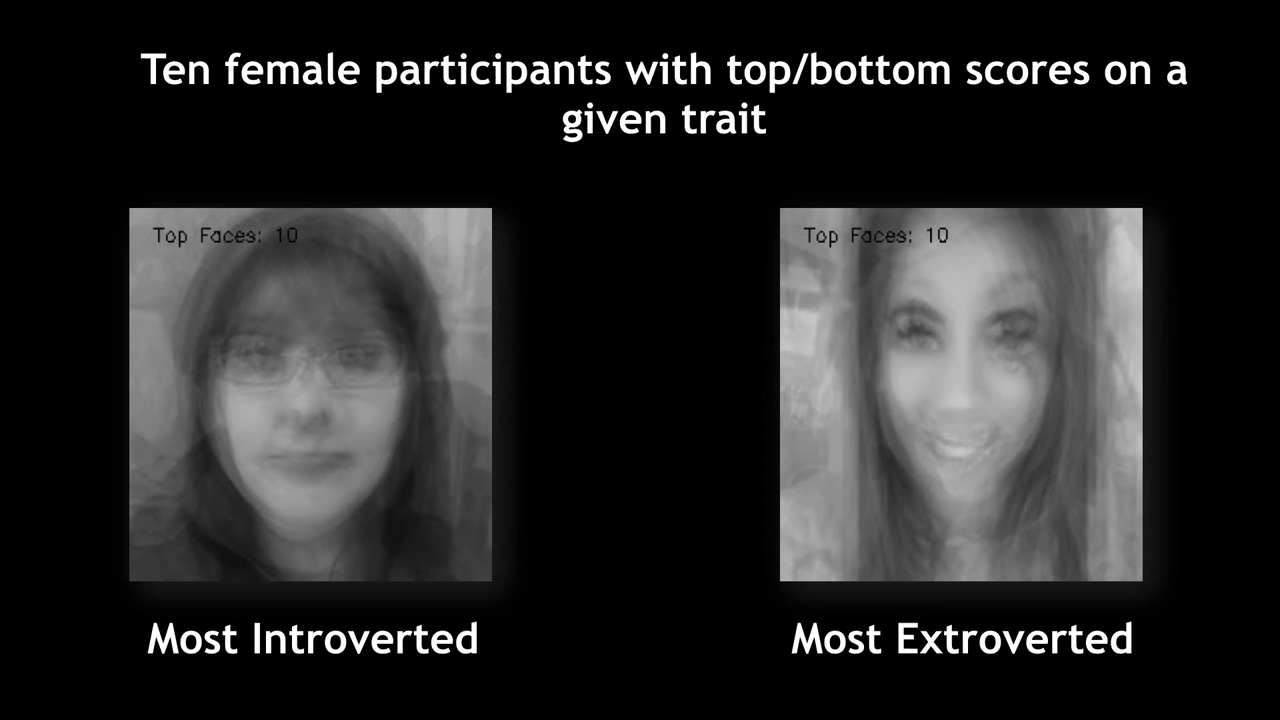 Ten female participants with top/bottom scores on a
given trait
Top Faces: 10
Top Faces: 10
Most Introverted
Most Extroverted